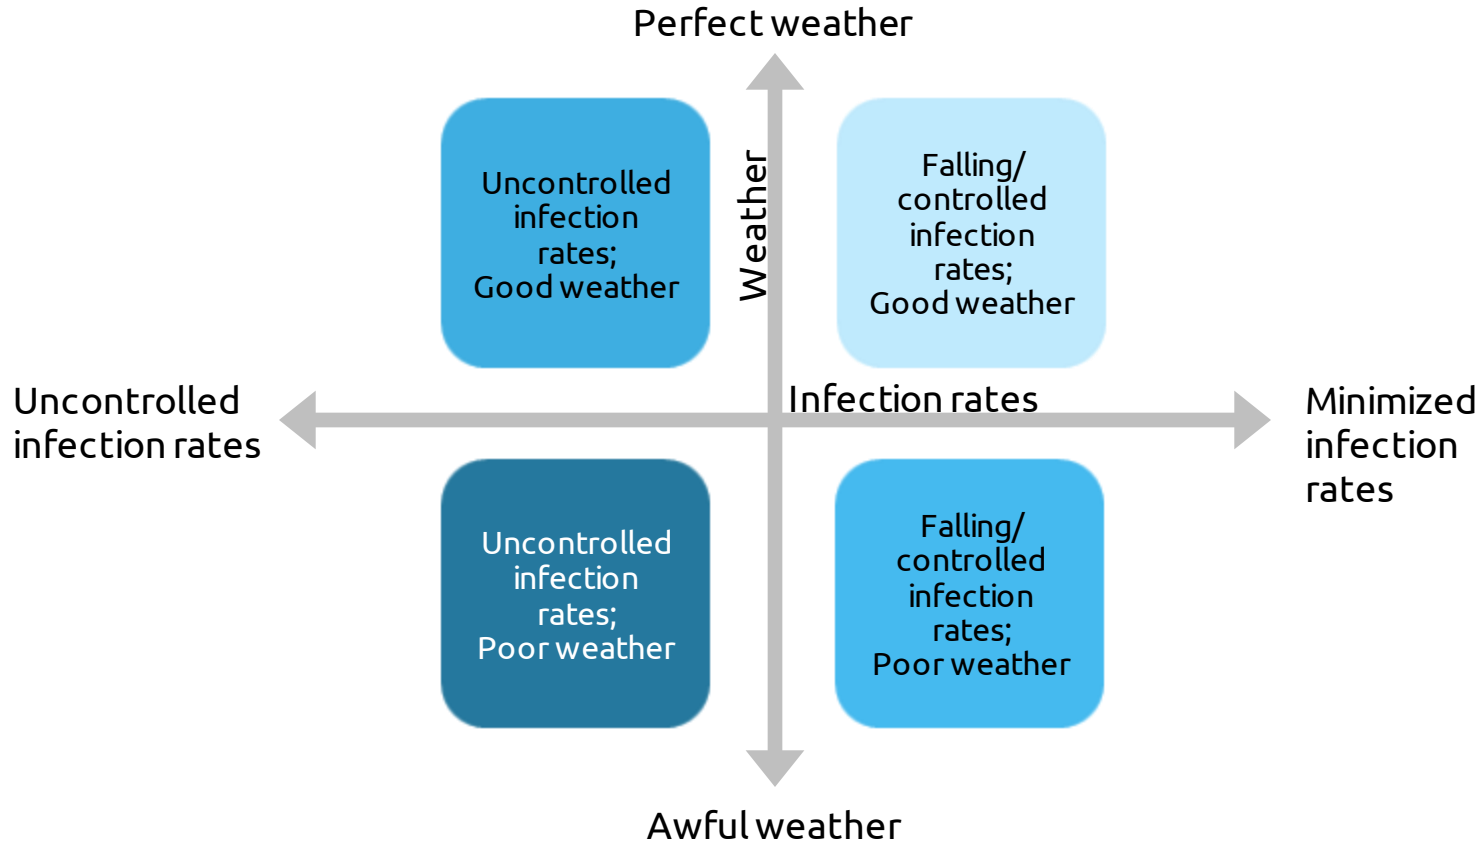 Perfect weather
Uncontrolled
infection
rates;
Good weather
Weather
Falling/
controlled
infection
rates;
Good weather
Uncontrolled
infection rates
Infection rates
Minimized
infection
rates
Uncontrolled
infection
rates;
Poor weather
Falling/
controlled
infection
rates;
Poor weather
Awful weather